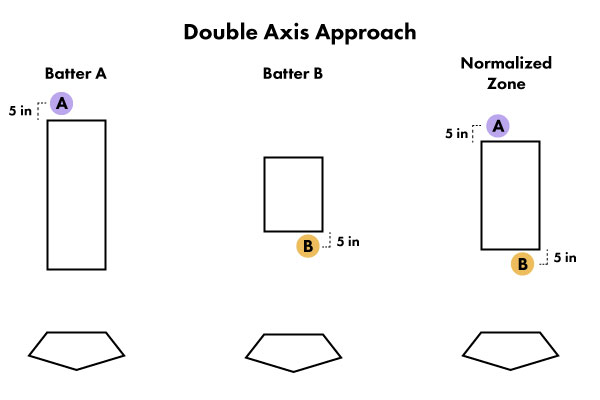 Double Axis Approach
Batter A
Batter B
Normalized
Zone
5 in
A
5 in
A
B
5 in
B
5 in